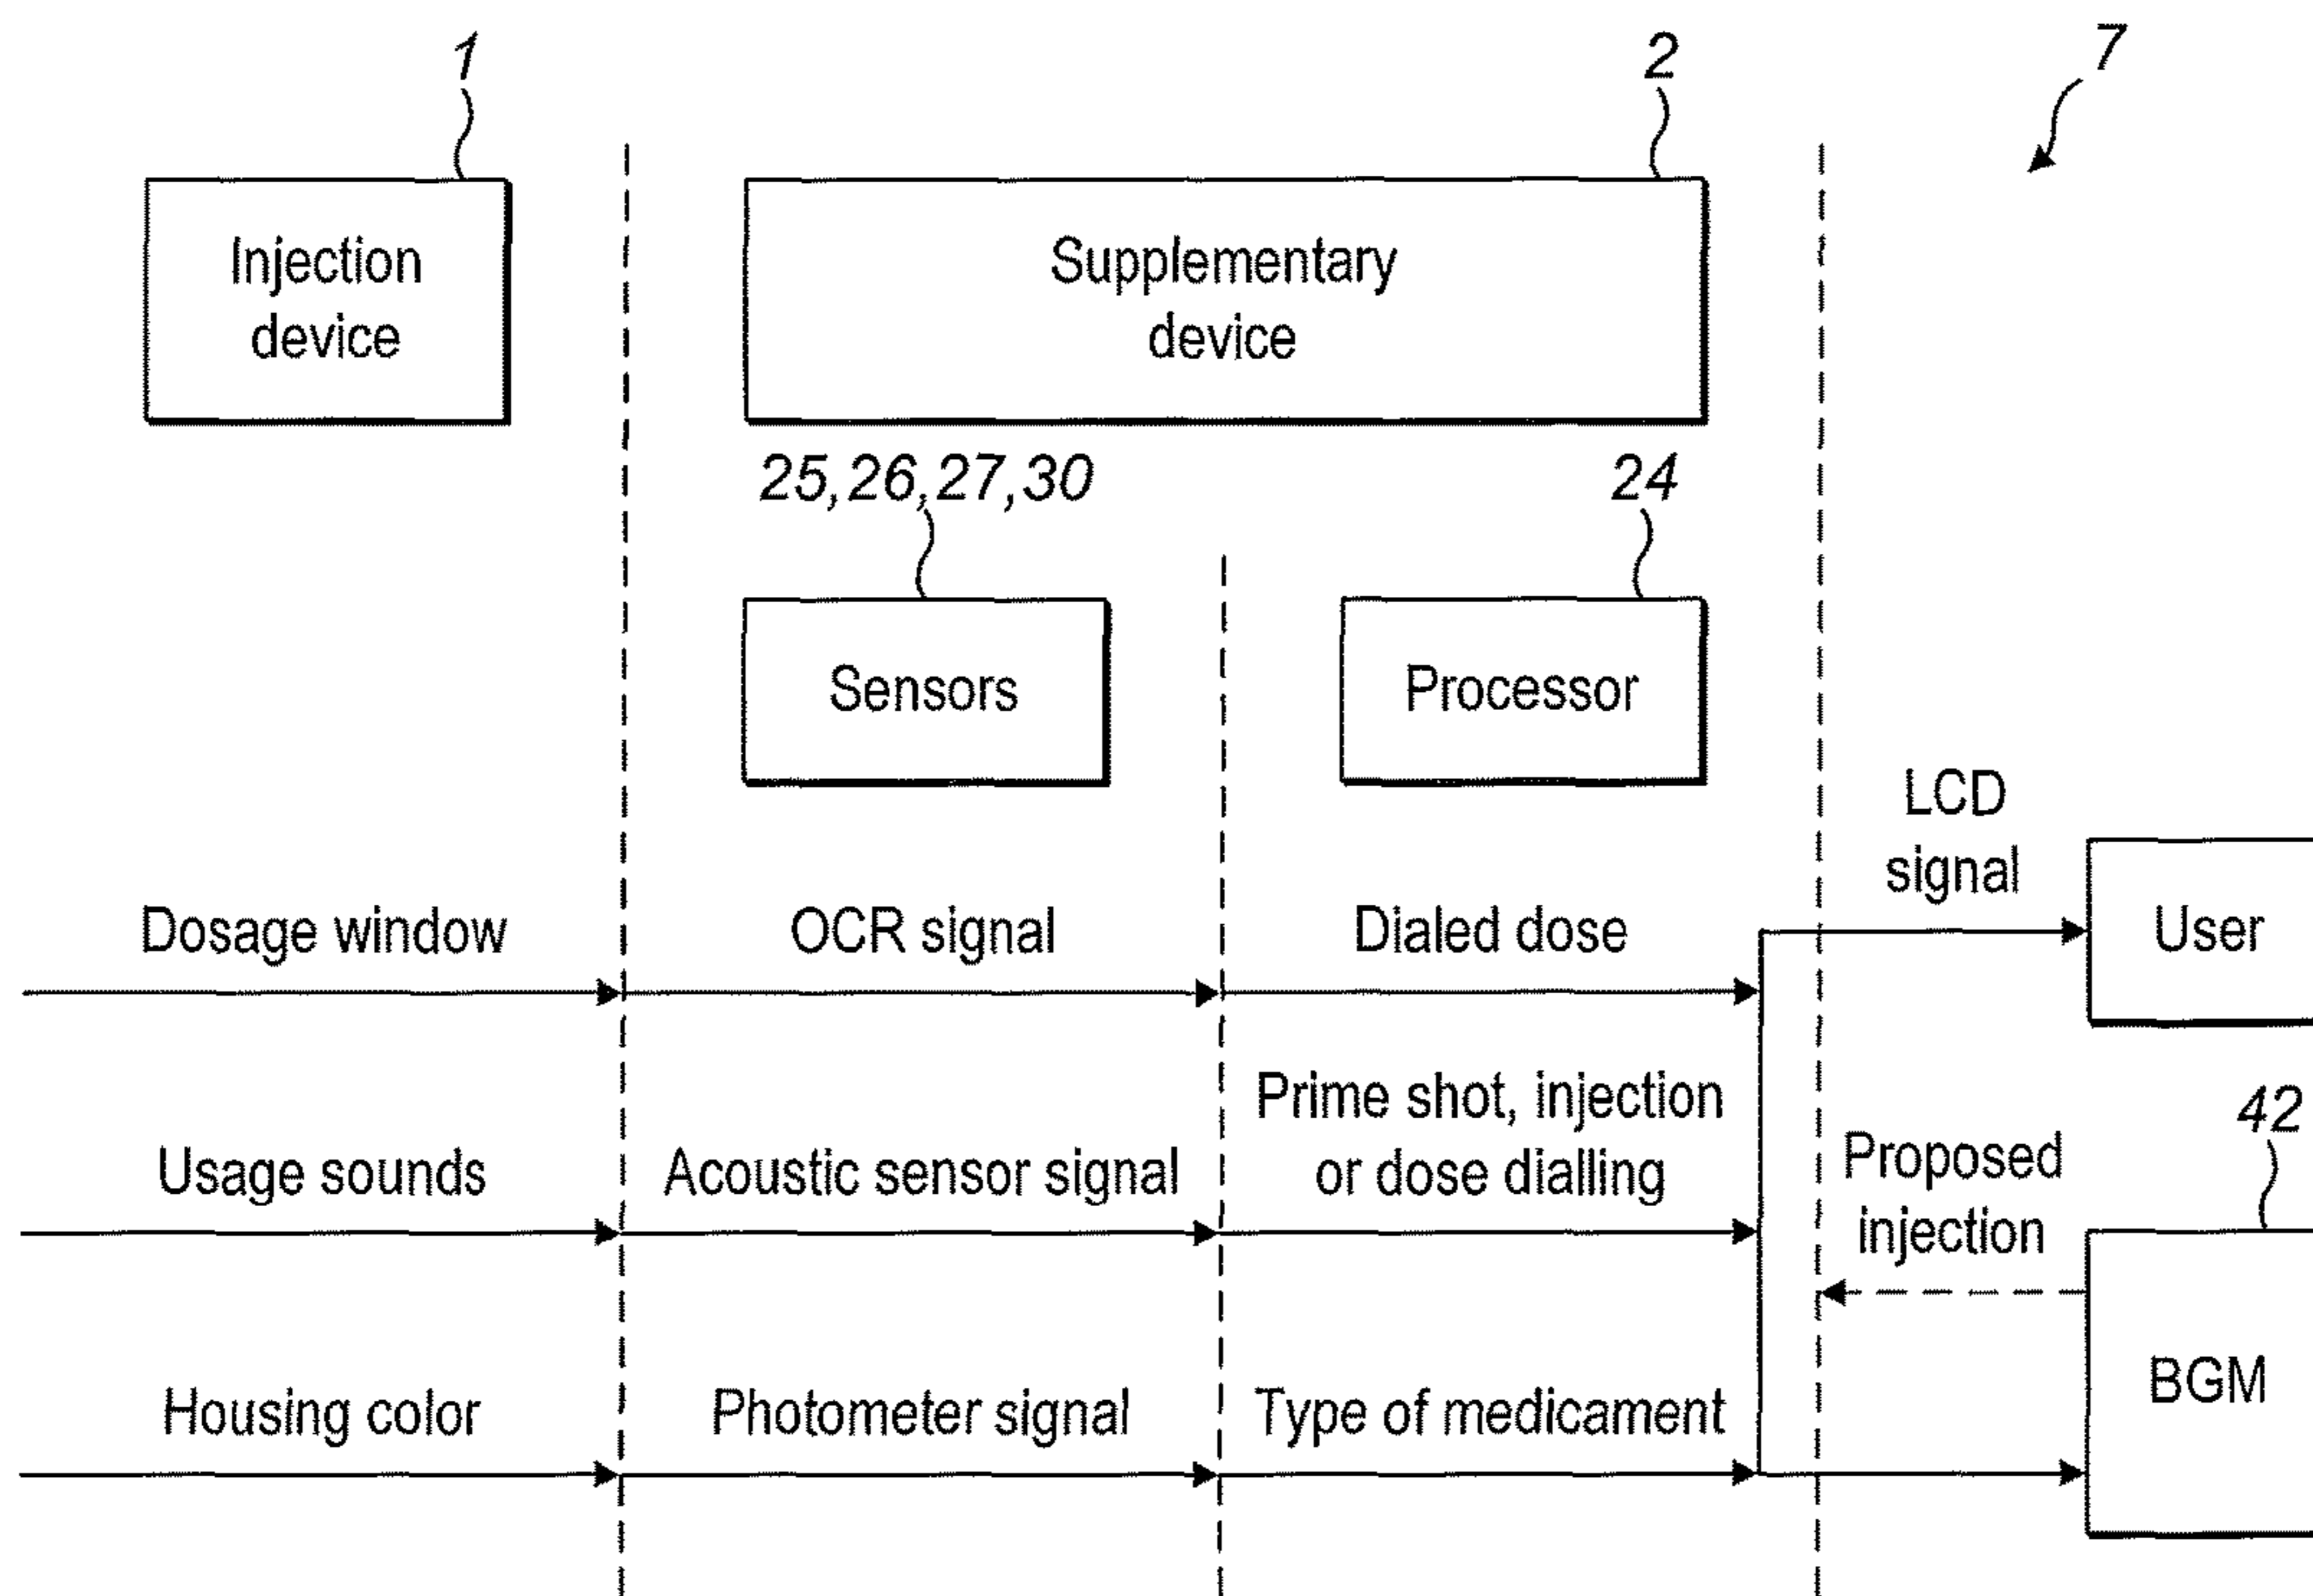 1
2
7
Injection
device
Supplementary
device
25,26,27,30
24
Sensors
Processor
LCD
signal
User
Dosage window
OCR signal
Dialed dose
Usage sounds
Acoustic sensor signal
Prime shot, injection
or dose dialling
Proposed
injection
42
BGM
Housing color
Photometer signal
Type of medicament